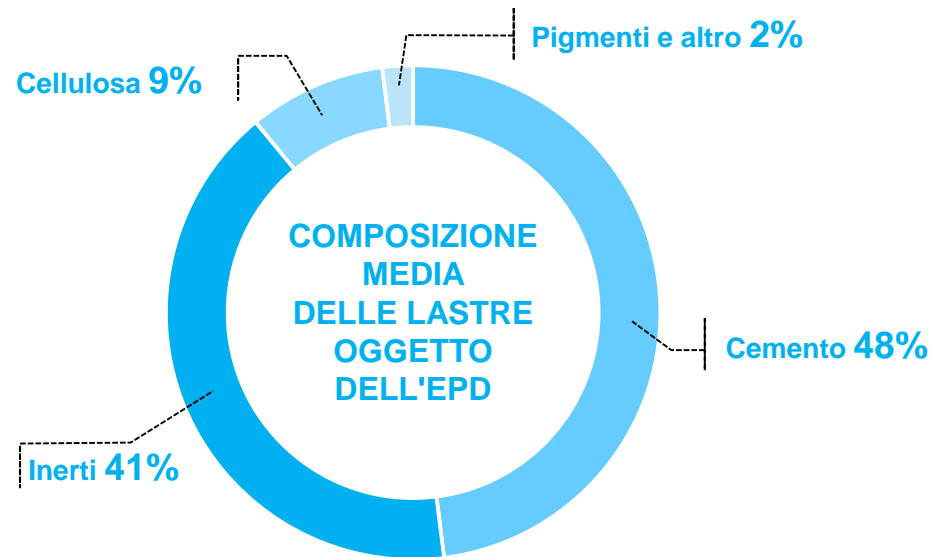 Pigmenti e altro 2%
Cellulosa 9%
COMPOSIZIONE
MEDIA
DELLE LASTRE
OGGETTO
DELL'EPD
Cemento 48%
Inerti 41%